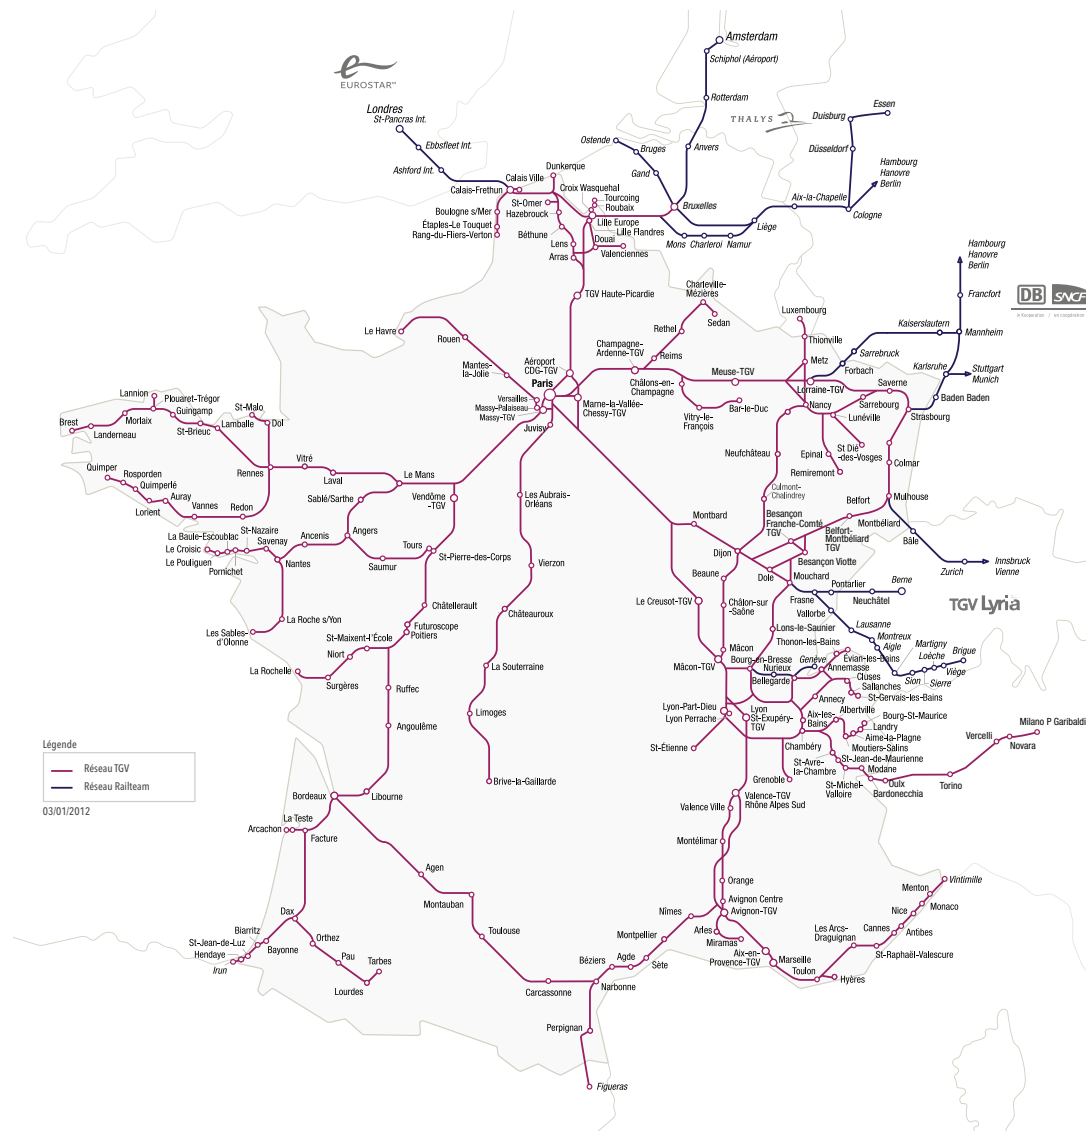 Amsterdam
Schiphol (Aéroport)
EUROSTAR™
Essen
Rotterdam
Londres
St-Pancras Int.
THALYS
Duisburg
Ostende
Bruges
Anvers
Düsseldorf
Ebbsfleet Int.
Hambourg
Hanovre
Berlin
Ashford Int.
Gand
Dunkerque
Calais Ville
Calais-Frethun
Croix Wasquehal
Tourcoing
Roubaix
Aix-la-Chapelle
St-Omer
Hazebrouck
Bruxelles
Cologne
Boulogne s/Mer
Étaples-Le Touquet
Rang-du-Fliers-Verton
Lille Europe
Lille Flandres
Liège
Béthune
Douai
Valenciennes
Mons
Charleroi
Namur
Lens
Arras
Hambourg
Hanovre
Berlin
TGV Haute-Picardie
Charleville-
Mézières
Sedan
Francfort
DB
SNCF
Luxembourg
Le Havre
Rouen
Rethel
Thionville
Kaiserslautern
Mannheim
Champagne-
Ardenne-TGV
Reims
Metz
Sarrebruck
Forbach
Mantes-
la-Jolie
Aéroport
CDG-TGV
Paris
Meuse-TGV
Karlsruhe
Stuttgart
Munich
Châlons-en-
Champagne
Lorraine-TGV
Saverne
Baden Baden
Versailles
Massy-Palaiseau
Massy-TGV
Marne-la-Vallée-
Chessy-TGV
Vitry-le-
François
Bar-le-Duc
Nancy
Sarrebourg
Lunéville
Strasbourg
Lannion
Plouaret-Trégor
Guingamp
St-Malo
Juvisy
Brest
Morlaix
Landerneau
St-Brieuc
Lamballe
Dol
Neufchâteau
Epinal
St Dié
-des-Vosges
Remiremont
Colmar
Quimper
Rosporden
Quimperlé
Auray
Lorient
Vannes
Redon
Rennes
Vitré
Laval
Le Mans
Sablé/Sarthe
Vendôme
-TGV
Les Aubrais-
Orléans
Culmont-
Chalindrey
Belfort
Mulhouse
La Baule-Escoublac
Le Croisic
Le Pouliguen
Pornichet
St-Nazaire
Savenay
Ancenis
Angers
Montbard
Besançon
Franche-Comté
TGV
Belfort-
Montbéliard
TGV
Montbéliard
Bâle
Nantes
Saumur
Tours
St-Pierre-des-Corps
Vierzon
Dijon
Besançon Viotte
Zurich
Innsbruck
Vienne
Beaune
Dole
Mouchard
Pontarlier
Berne
Châtellerault
Châteauroux
Le Creusot-TGV
Châlon-sur
-Saône
Frasne
Vallorbe
Neuchâtel
TGV Lyria
La Roche s/Yon
Les Sables-
d'Olonne
St-Maixent-l'École
Futuroscope
Poitiers
Lons-le-Saunier
Lausanne
Montreux
Aigle
Martigny
Loèche
Brigue
Viège
Sierre
Sion
Niort
La Rochelle
Surgères
La Souterraine
Mâcon
Mâcon-TGV
Thonon-les-Bains
Bourg-en-Bresse
Nurieux
Genève
Évian-les-Bains
Annemasse
Bellegarde
Cluses
Sallanches
St-Gervais-les-Bains
Ruffec
Annecy
Albertville
Limoges
Lyon-Part-Dieu
Lyon Perrache
Lyon
St-Exupéry-
TGV
Aix-les-
Bains
Bourg-St-Maurice
Landry
Aime-la-Plagne
Moutiers-Salins
Milano P Garibaldi
Vercelli
Novara
Angoulême
St-Étienne
Chambéry
St-Avre-
la-Chambre
St-Jean-de-Maurienne
Modane
Légende
Réseau TGV
Réseau Railteam
03/01/2012
Brive-la-Gaillarde
Grenoble
St-Michel-
Valloire
Oulx
Bardonecchia
Torino
Bordeaux
Libourne
Valence Ville
Valence-TGV
Rhône Alpes Sud
La Teste
Arcachon
Facture
Montélimar
Agen
Orange
Vintimille
Menton
Monaco
Montauban
Avignon Centre
Avignon-TGV
Nice
Dax
Nîmes
Les Arcs-
Draguignan
Cannes
Antibes
Biarritz
St-Jean-de-Luz
Hendaye
Irun
Bayonne
Orthez
Toulouse
Montpellier
Arles
Miramas
St-Raphaël-Valescure
Pau
Tarbes
Lourdes
Béziers
Agde
Sète
Aix-en-
Provence-TGV
Marseille
Toulon
Hyères
Carcassonne
Narbonne
Perpignan
Figueras